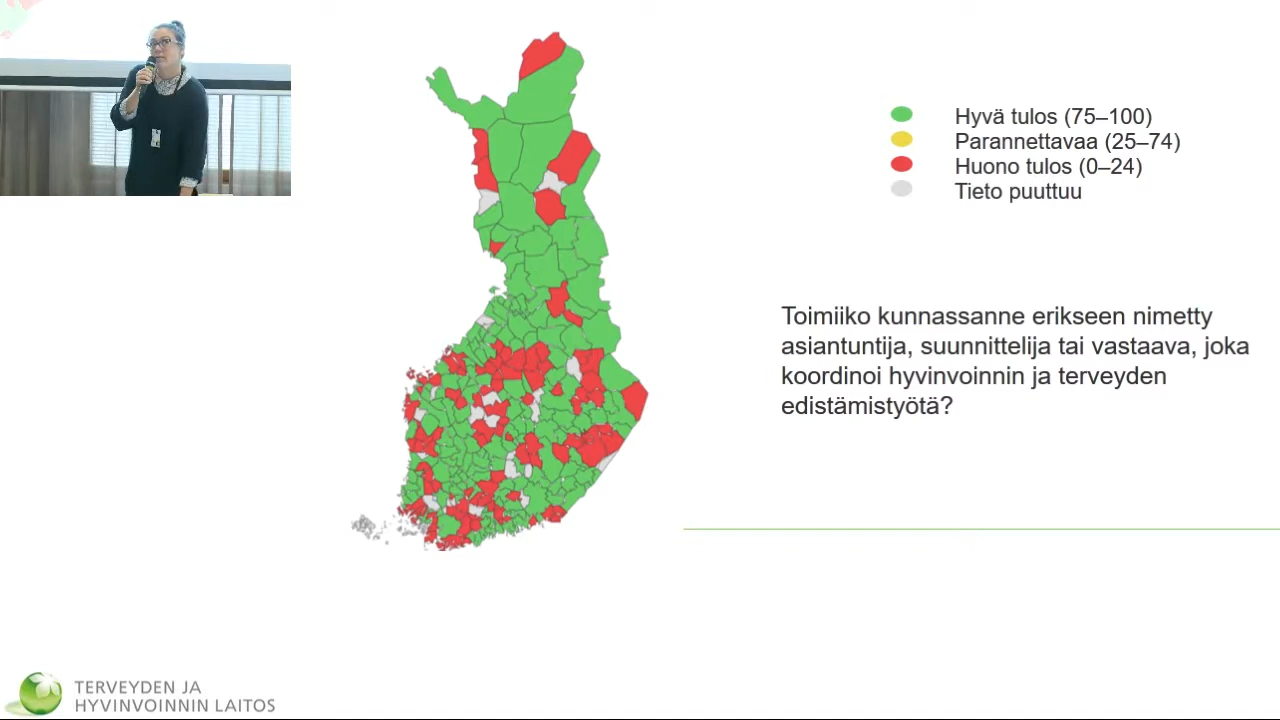 Hyvä tulos (75–100)
Parannettavaa (25–74)
Huono tulos (0–24)
Tieto puuttuu
Toimiiko kunnassanne erikseen nimetty
asiantuntija, suunnittelija tai vastaava, joka
koordinoi hyvinvoinnin ja terveyden
edistämistyötä?
TERVEYDEN JA
HYVINVOINNIN LAITOS